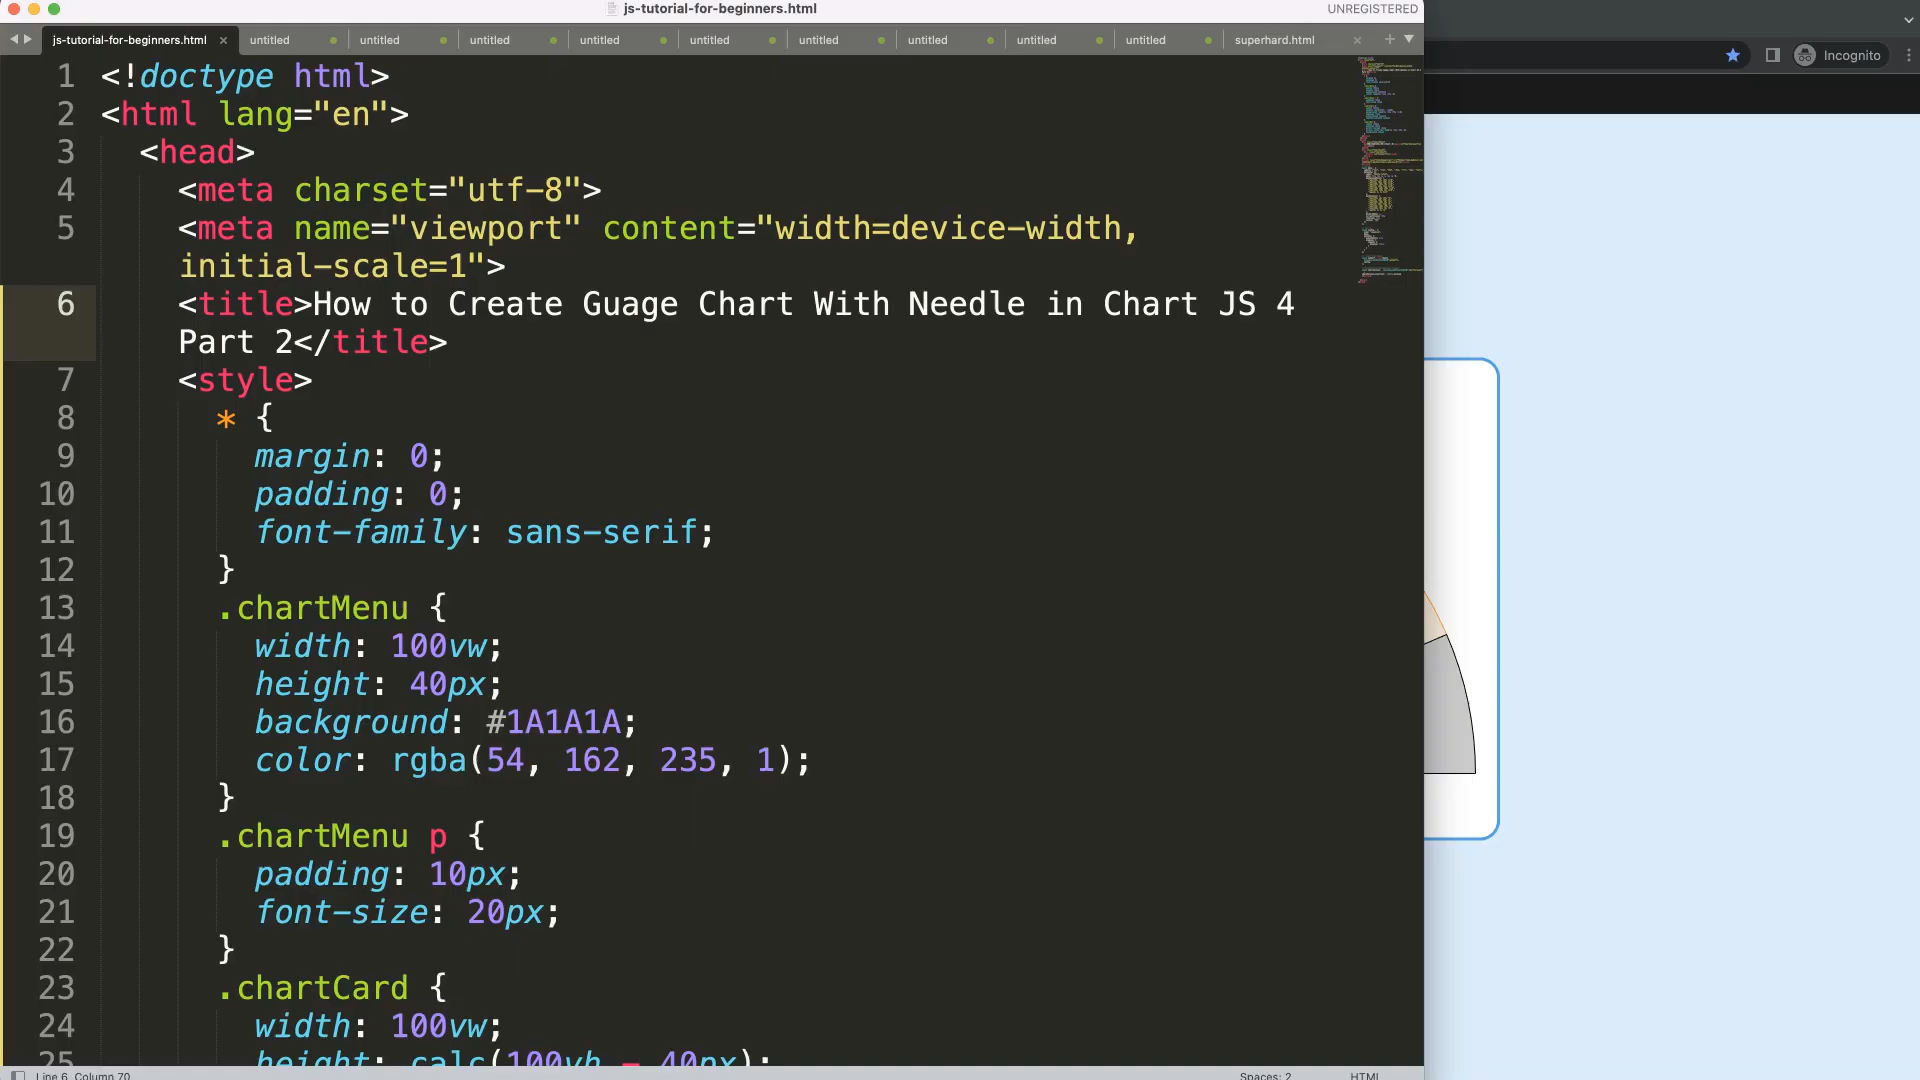 js-tutorial-for-beginners.html
UNREGISTERED
js-tutorial-for-beginners.html × untitled untitled untitled untitled untitled untitled untitled untitled untitled superhard.html × +
Incognito
1 <!doctype html>
2 <html lang="en">
3 <head>
4 <meta charset="utf-8">
5 <meta name="viewport" content="width=device-width,
initial-scale=1">
6 <title>How to Create Guage Chart With Needle in Chart JS 4
Part 2</title>
7 <style>
8 * {
9 margin: 0;
10 padding: 0;
11 font-family: sans-serif;
12 }
13 .chartMenu {
14 width: 100vw;
15 height: 40px;
16 background: #1A1A1A;
17 color: rgba(54, 162, 235, 1);
18 }
19 .chartMenu p {
20 padding: 10px;
21 font-size: 20px;
22 }
23 .chartCard {
24 width: 100vw;
25 height: calc(100vh - 40px);
Line 6, Column 70
Spaces: 2
HTML